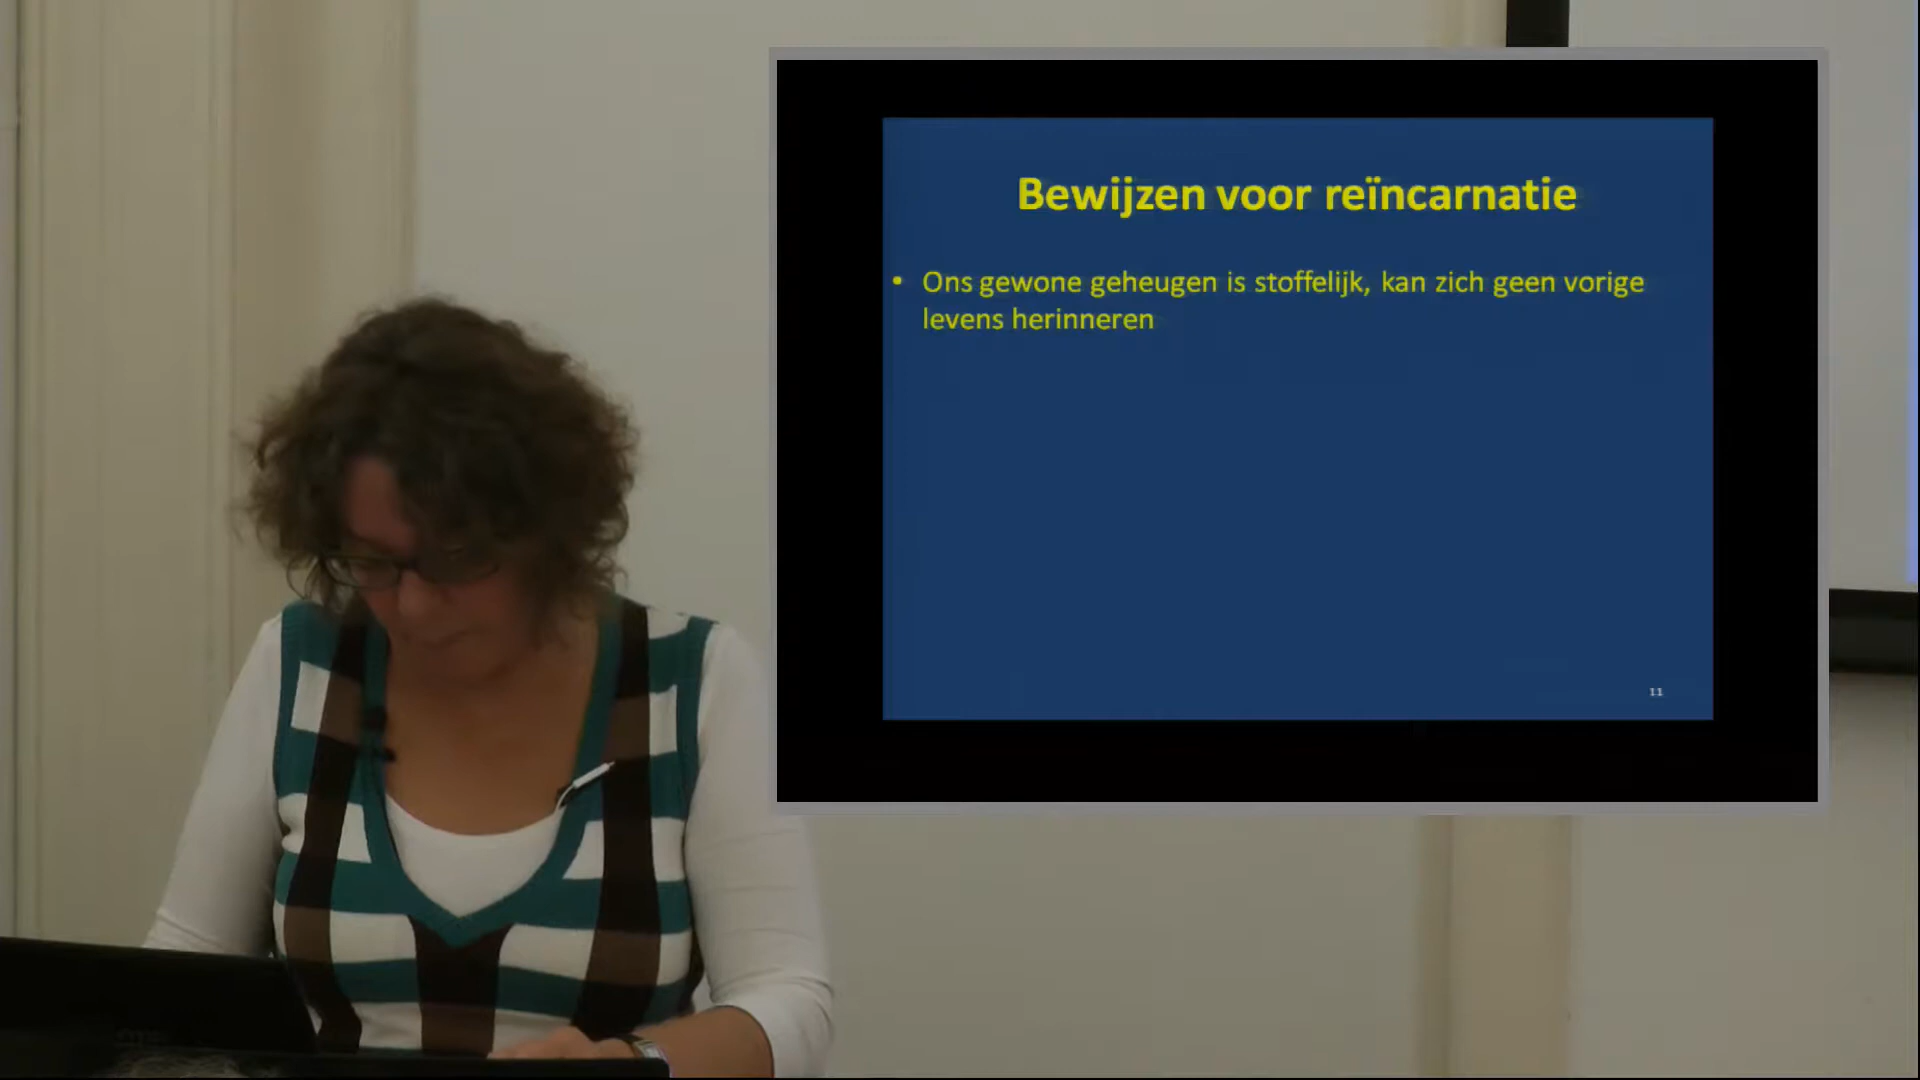 Bewijzen voor reïncarnatie
• Ons gewone geheugen is stoffelijk, kan zich geen vorige
levens herinneren
11